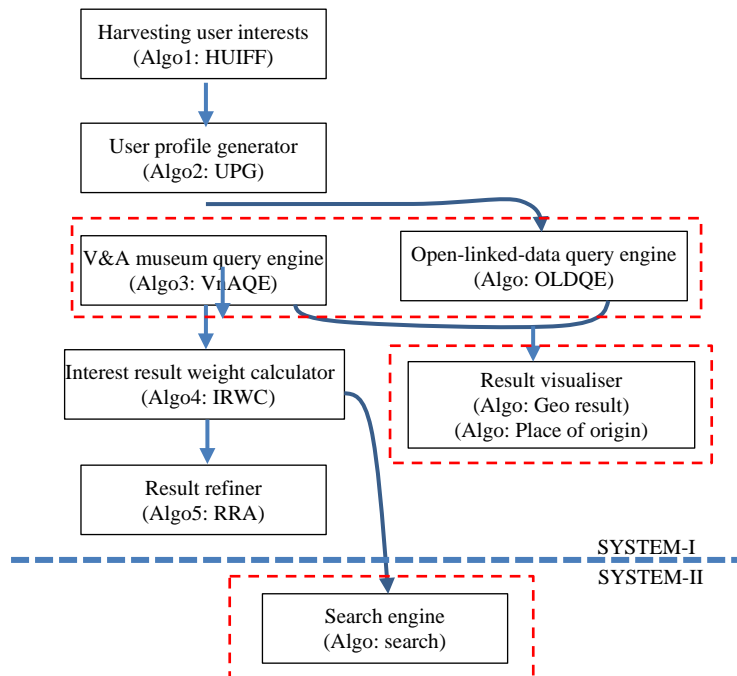 Harvesting user interests
(Algo1: HUIFF)
User profile generator
(Algo2: UPG)
V&A museum query engine
(Algo3: VnAQE)
Open-linked-data query engine
(Algo: OLDQE)
Interest result weight calculator
(Algo4: IRWC)
Result visualiser
(Algo: Geo result)
(Algo: Place of origin)
Result refiner
(Algo5: RRA)
SYSTEM-I
SYSTEM-II
Search engine
(Algo: search)